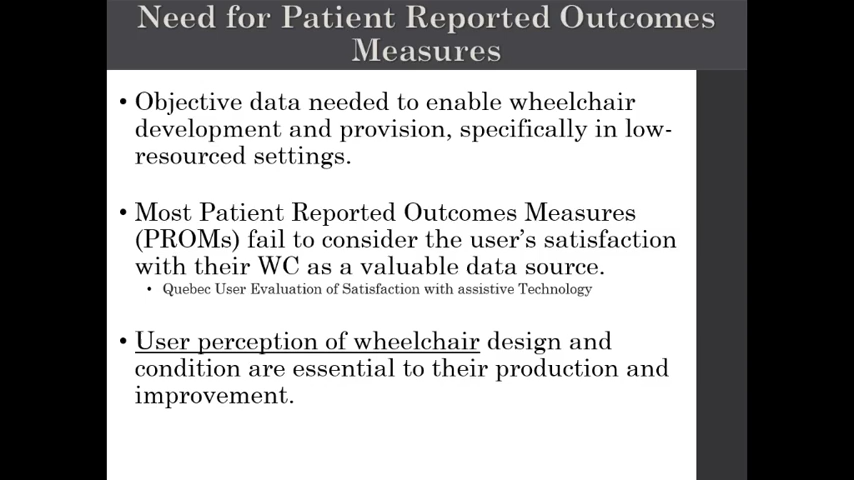 Need for Patient Reported Outcomes
Measures
• Objective data needed to enable wheelchair
development and provision, specifically in low-
resourced settings.
• Most Patient Reported Outcomes Measures
(PROMs) fail to consider the user's satisfaction
with their WC as a valuable data source.
• Quebec User Evaluation of Satisfaction with assistive Technology
• User perception of wheelchair design and
condition are essential to their production and
improvement.